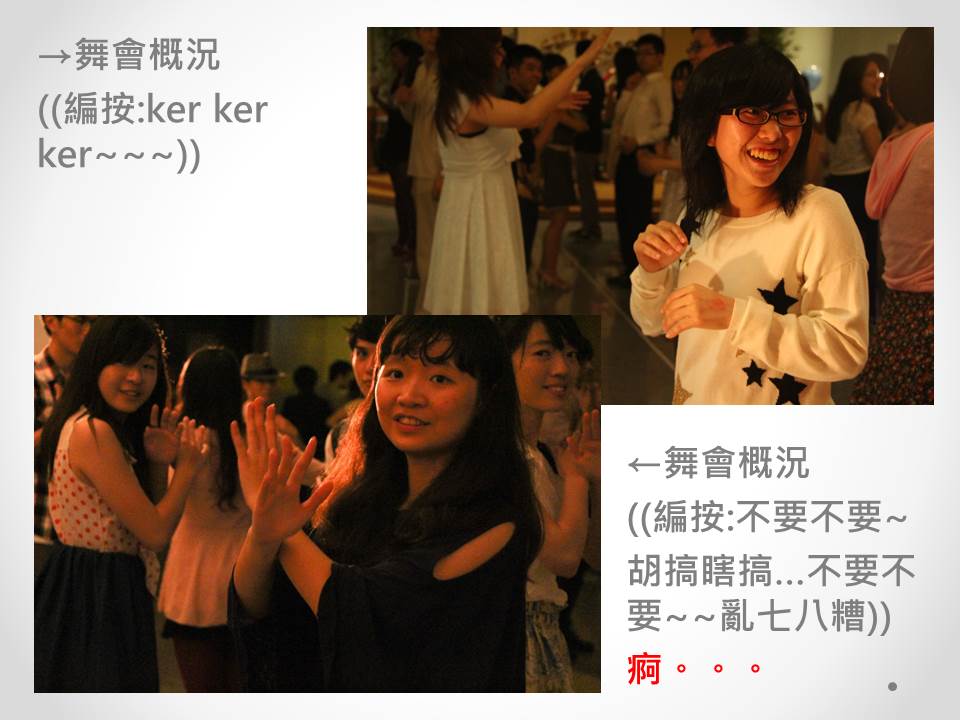 →舞會概況
((編按:ker ker
ker~~~))
←舞會概況
((編按:不要不要~
胡搞瞎搞…不要不
要~~亂七八糟))
痾。。。